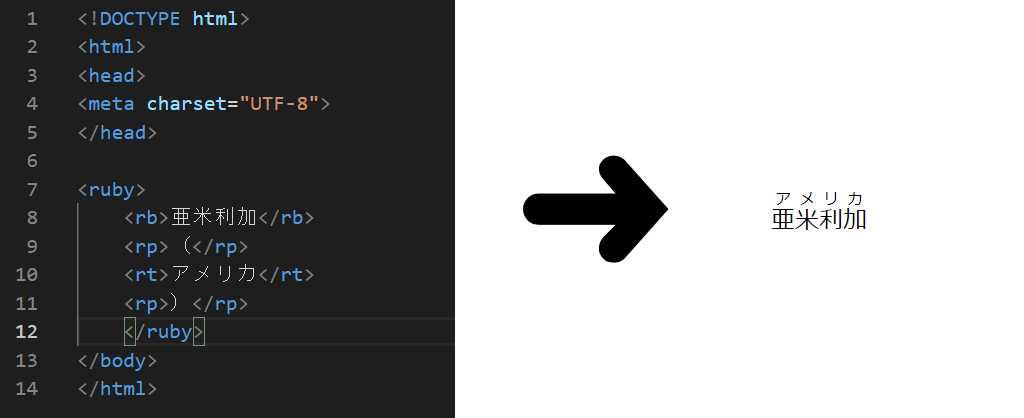 1 <!DOCTYPE html>
2 <html>
3 <head>
4 <meta charset="UTF-8">
5 </head>
6
7 <ruby>
8 <rb>亜米利加</rb>
9 <rp>（</rp>
10 <rt>アメリカ</rt>
11 <rp>）</rp>
12 </ruby>
13 </body>
14 </html>
アメリカ
亜米利加